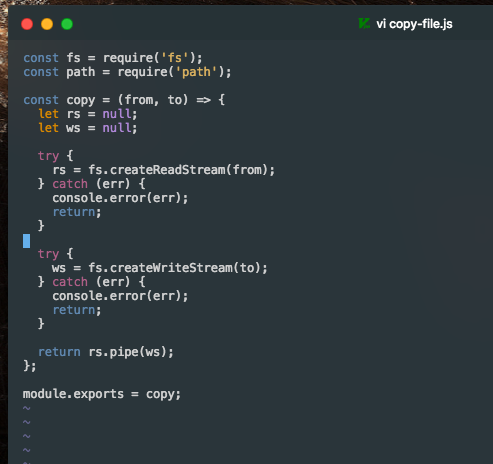 vi copy-file.js
const fs = require('fs');
const path = require('path');

const copy = (from, to) => {
  let rs = null;
  let ws = null;

  try {
    rs = fs.createReadStream(from);
  } catch (err) {
    console.error(err);
    return;
  }

  try {
    ws = fs.createWriteStream(to);
  } catch (err) {
    console.error(err);
    return;
  }

  return rs.pipe(ws);
};

module.exports = copy;
~
~
~
~
~